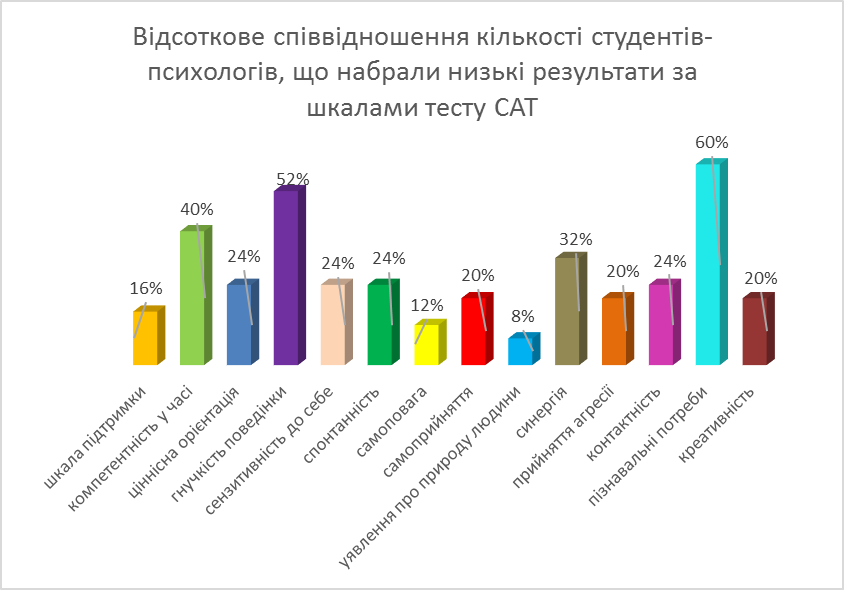 Відсоткове співвідношення кількості студентів-
психологів, що набрали низькі результати за
шкалами тесту САТ
16%
40%
24%
52%
24%
24%
12%
20%
8%
32%
20%
24%
60%
20%
шкала підтримки
компетентність у часі
ціннісна орієнтація
гнучкість поведінки
сензитивність до себе
спонтанність
самоповага
самоприйняття
уявлення про природу людини
синергія
прийняття агресії
контактність
пізнавальні потреби
креативність